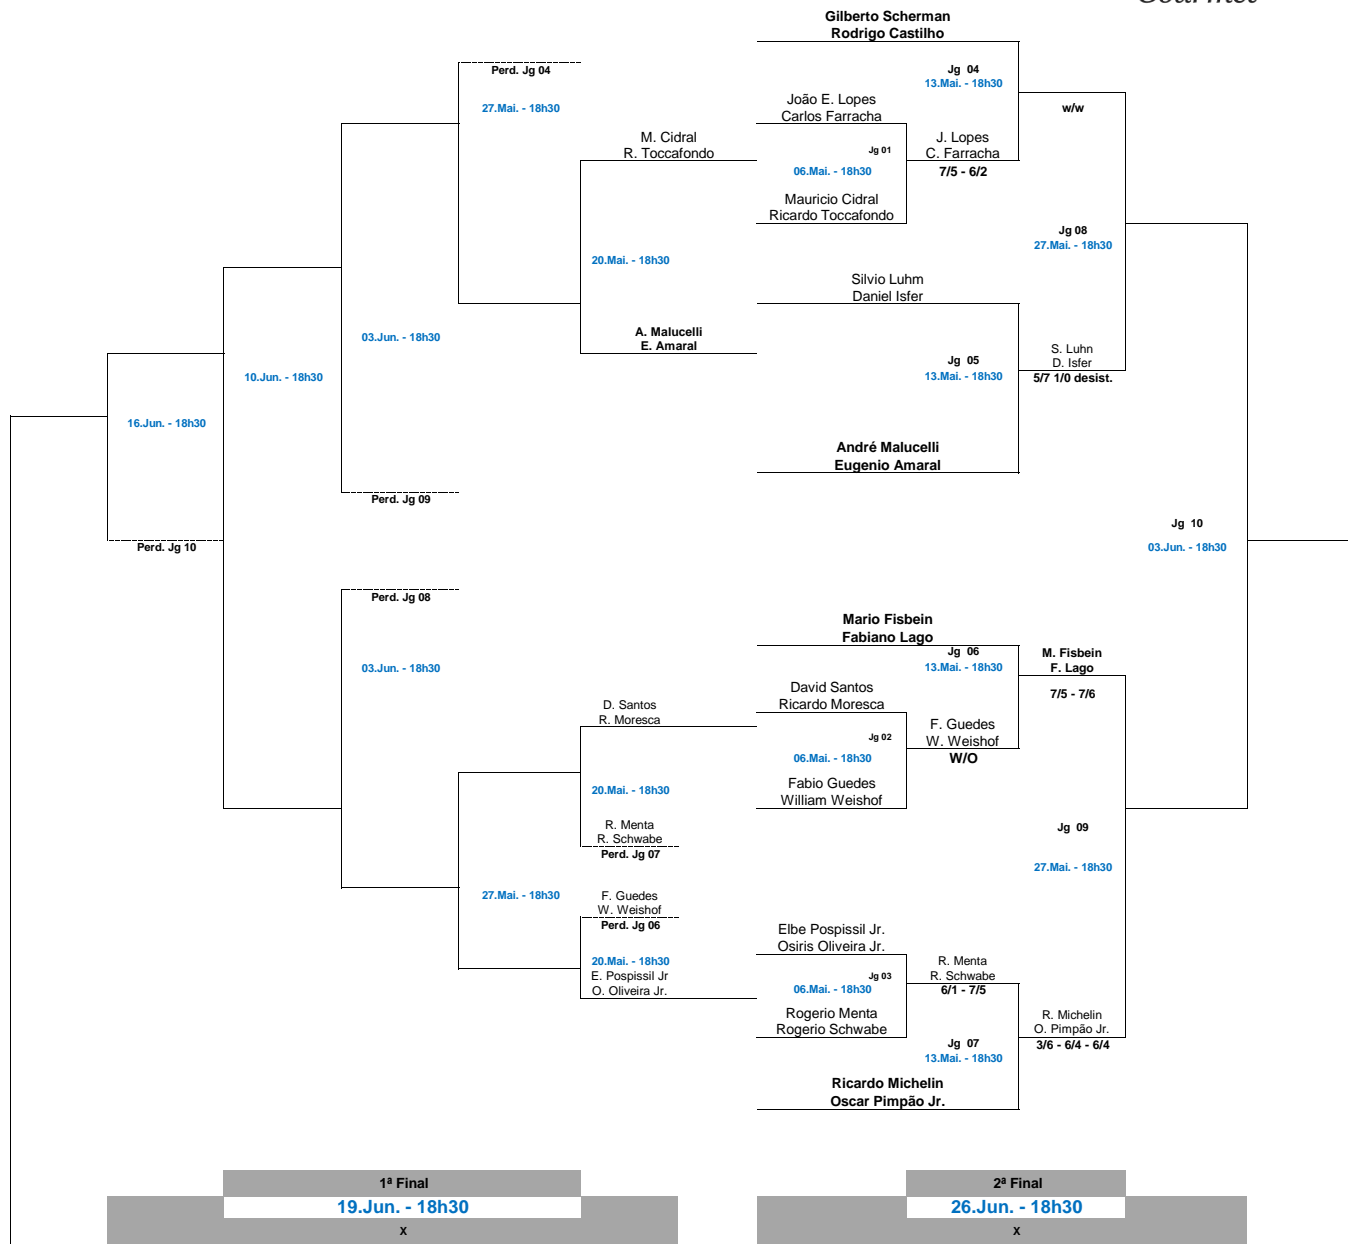 Gilberto Scherman
Rodrigo Castilho
Perd. Jg 04
Jg 04
13.Mai. - 18h30
27.Mai. - 18h30
João E. Lopes
Carlos Farracha
w/w
M. Cidral
R. Toccafondo
Jg 01
J. Lopes
C. Farracha
06.Mai. - 18h30
7/5 - 6/2
Mauricio Cidral
Ricardo Toccafondo
Jg 08
27.Mai. - 18h30
20.Mai. - 18h30
Silvio Luhm
Daniel Isfer
A. Malucelli
E. Amaral
03.Jun. - 18h30
Jg 05
13.Mai. - 18h30
S. Luhn
D. Isfer
5/7 1/0 desist.
10.Jun. - 18h30
16.Jun. - 18h30
André Malucelli
Eugenio Amaral
Perd. Jg 09
Jg 10
03.Jun. - 18h30
Perd. Jg 10
Perd. Jg 08
Mario Fisbein
Fabiano Lago
Jg 06
13.Mai. - 18h30
M. Fisbein
F. Lago
03.Jun. - 18h30
7/5 - 7/6
David Santos
Ricardo Moresca
D. Santos
R. Moresca
Jg 02
F. Guedes
W. Weishof
06.Mai. - 18h30
W/O
Fabio Guedes
William Weishof
20.Mai. - 18h30
R. Menta
R. Schwabe
Perd. Jg 07
Jg 09
27.Mai. - 18h30
27.Mai. - 18h30
F. Guedes
W. Weishof
Perd. Jg 06
Elbe Pospissil Jr.
Osiris Oliveira Jr.
20.Mai. - 18h30
E. Pospissil Jr
O. Oliveira Jr.
Jg 03
R. Menta
R. Schwabe
06.Mai. - 18h30
6/1 - 7/5
Rogerio Menta
Rogerio Schwabe
R. Michelin
O. Pimpão Jr.
3/6 - 6/4 - 6/4
Jg 07
13.Mai. - 18h30
Ricardo Michelin
Oscar Pimpão Jr.
1ª Final
19.Jun. - 18h30
x
2ª Final
26.Jun. - 18h30
x